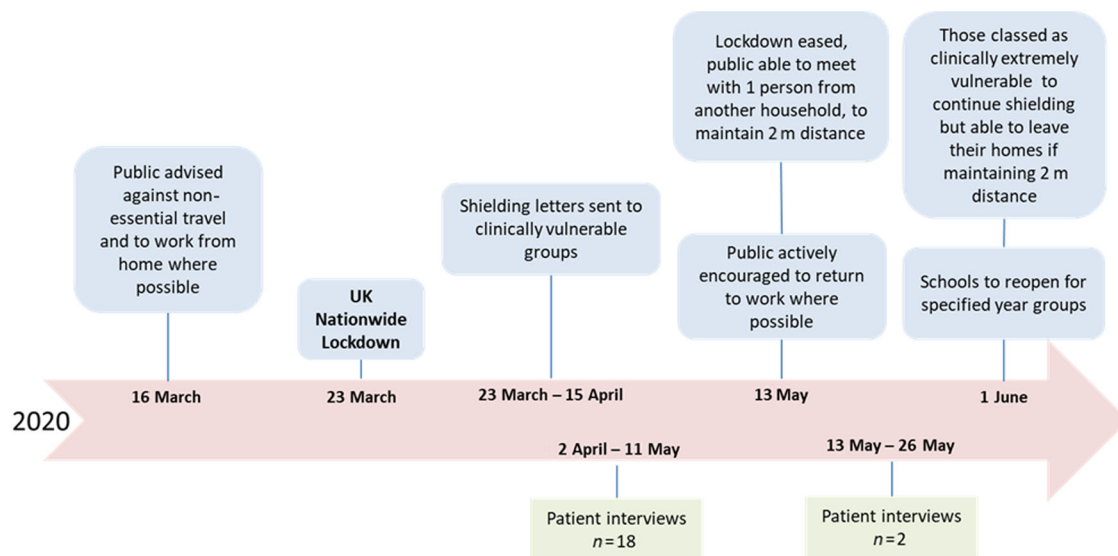 Public advised
against non-
essential travel
and to work from
home where
possible
UK
Nationwide
Lockdown
Shielding letters sent to
clinically vulnerable
groups
Lockdown eased,
public able to meet
with 1 person from
another household, to
maintain 2 m distance
Public actively
encouraged to return
to work where
possible
Those classed as
clinically extremely
vulnerable to
continue shielding
but able to leave
their homes if
maintaining 2 m
distance
Schools to reopen for
specified year groups
2020
16 March
23 March
23 March – 15 April
13 May
1 June
2 April – 11 May
13 May – 26 May
Patient interviews
n=18
Patient interviews
n=2